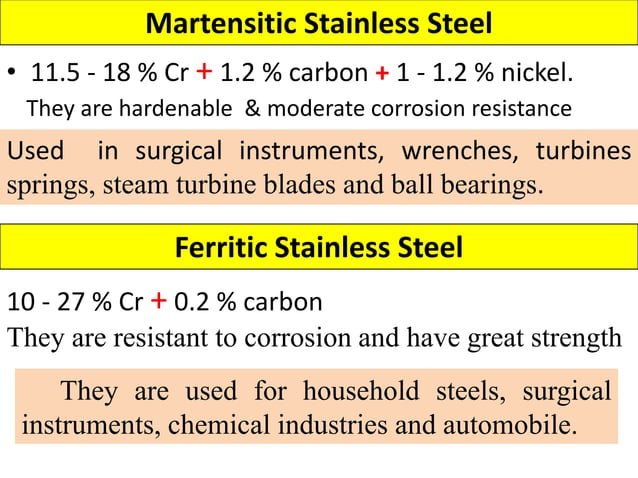 Martensitic Stainless Steel
• 11.5 - 18 % Cr + 1.2 % carbon + 1 - 1.2 % nickel.
They are hardenable & moderate corrosion resistance
Used in surgical instruments, wrenches, turbines
springs, steam turbine blades and ball bearings.
Ferritic Stainless Steel
10 - 27 % Cr + 0.2 % carbon
They are resistant to corrosion and have great strength
They are used for household steels, surgical
instruments, chemical industries and automobile.